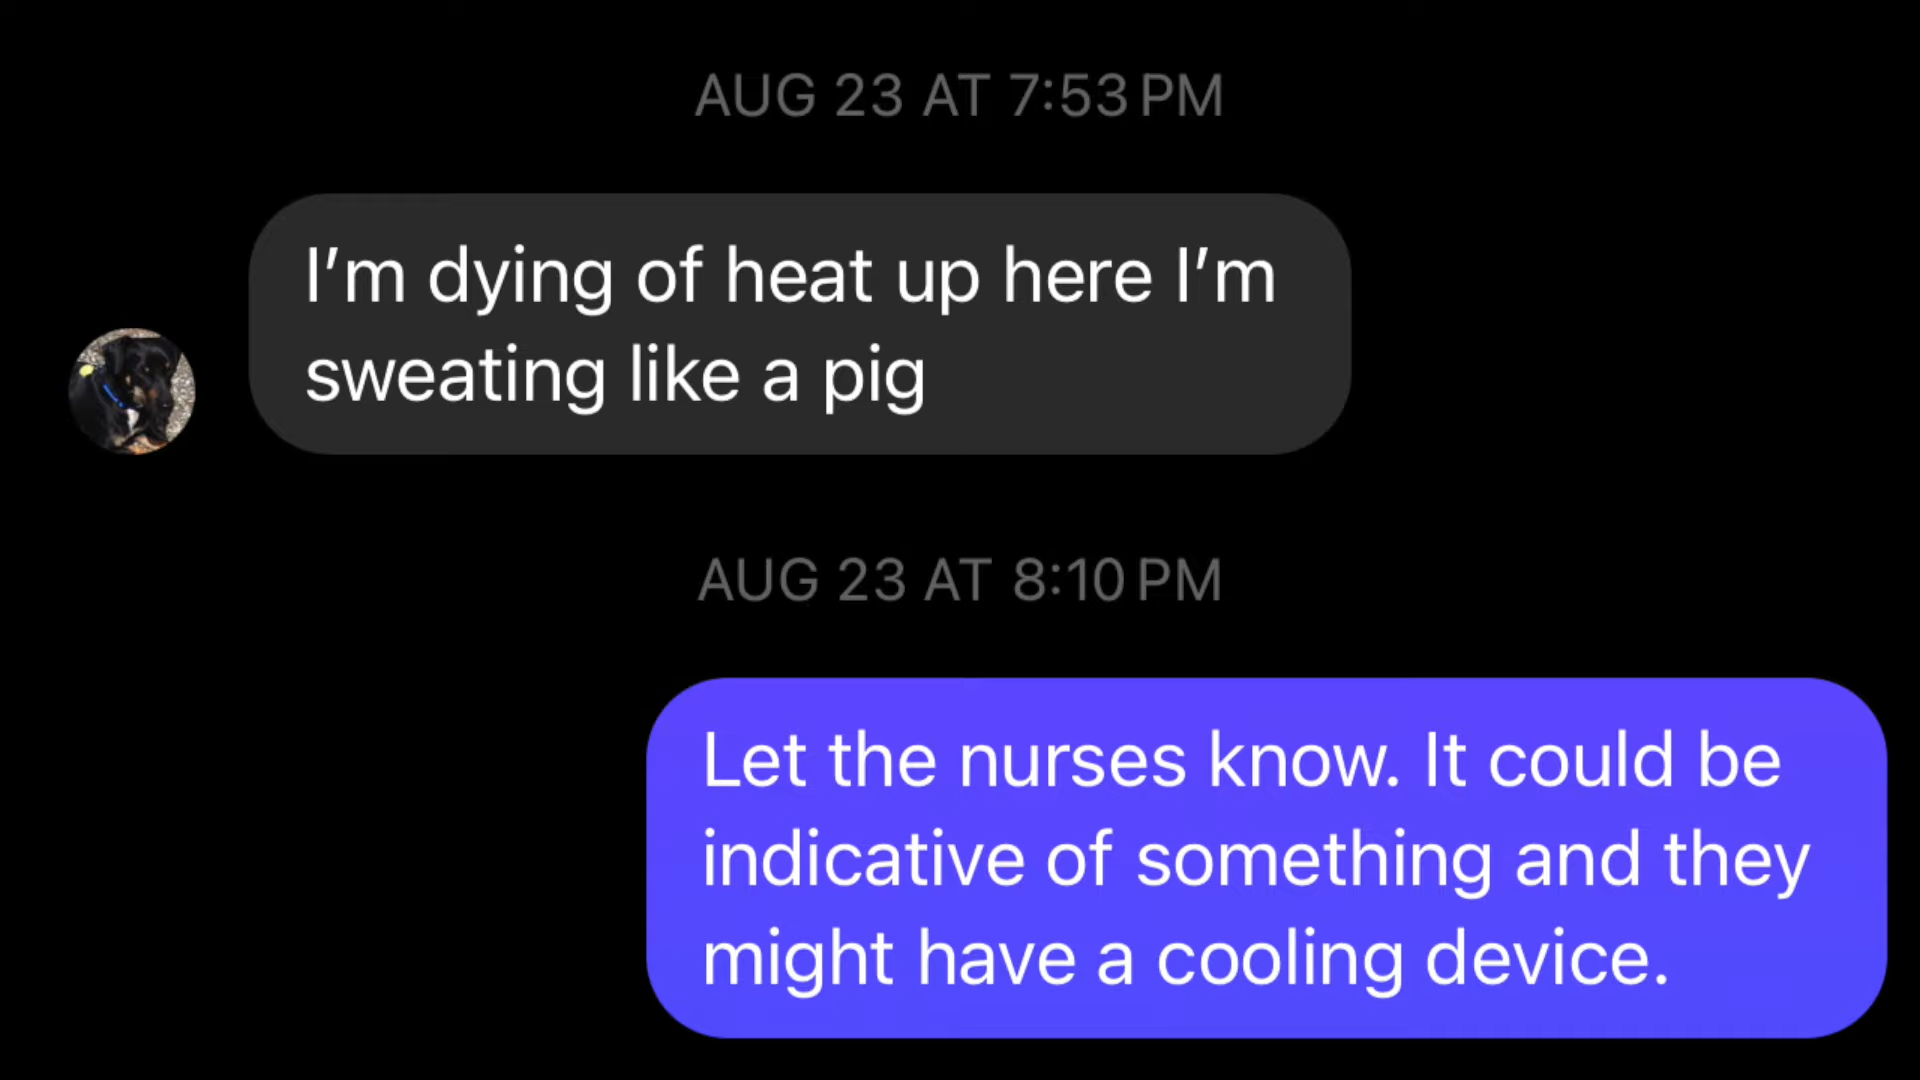 AUG 23 AT 7:53 PM
I’m dying of heat up here I’m
sweating like a pig
AUG 23 AT 8:10 PM
Let the nurses know. It could be
indicative of something and they
might have a cooling device.